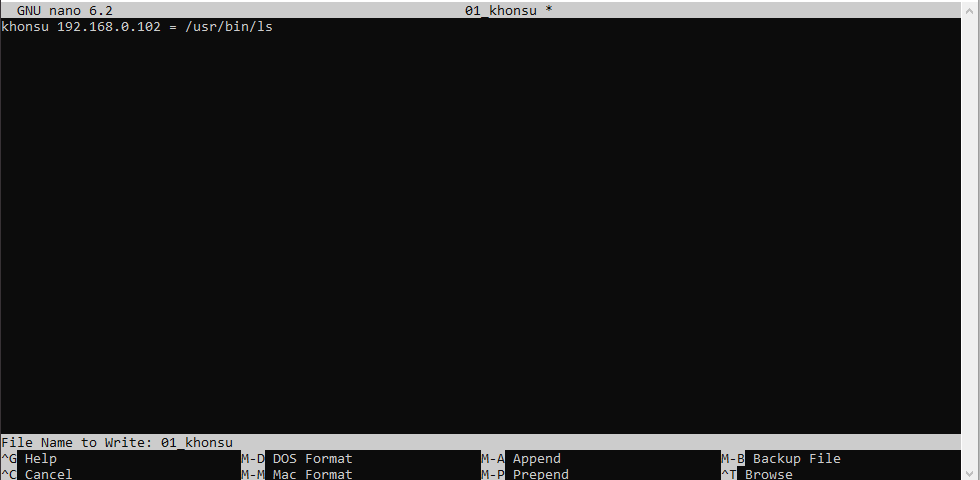 GNU nano 6.2 01_khonsu *
khonsu 192.168.0.102 = /usr/bin/ls
File Name to Write: 01_khonsu
^G Help M-D DOS Format M-A Append M-B Backup File
^C Cancel M-M Mac Format M-P Prepend ^T Browse